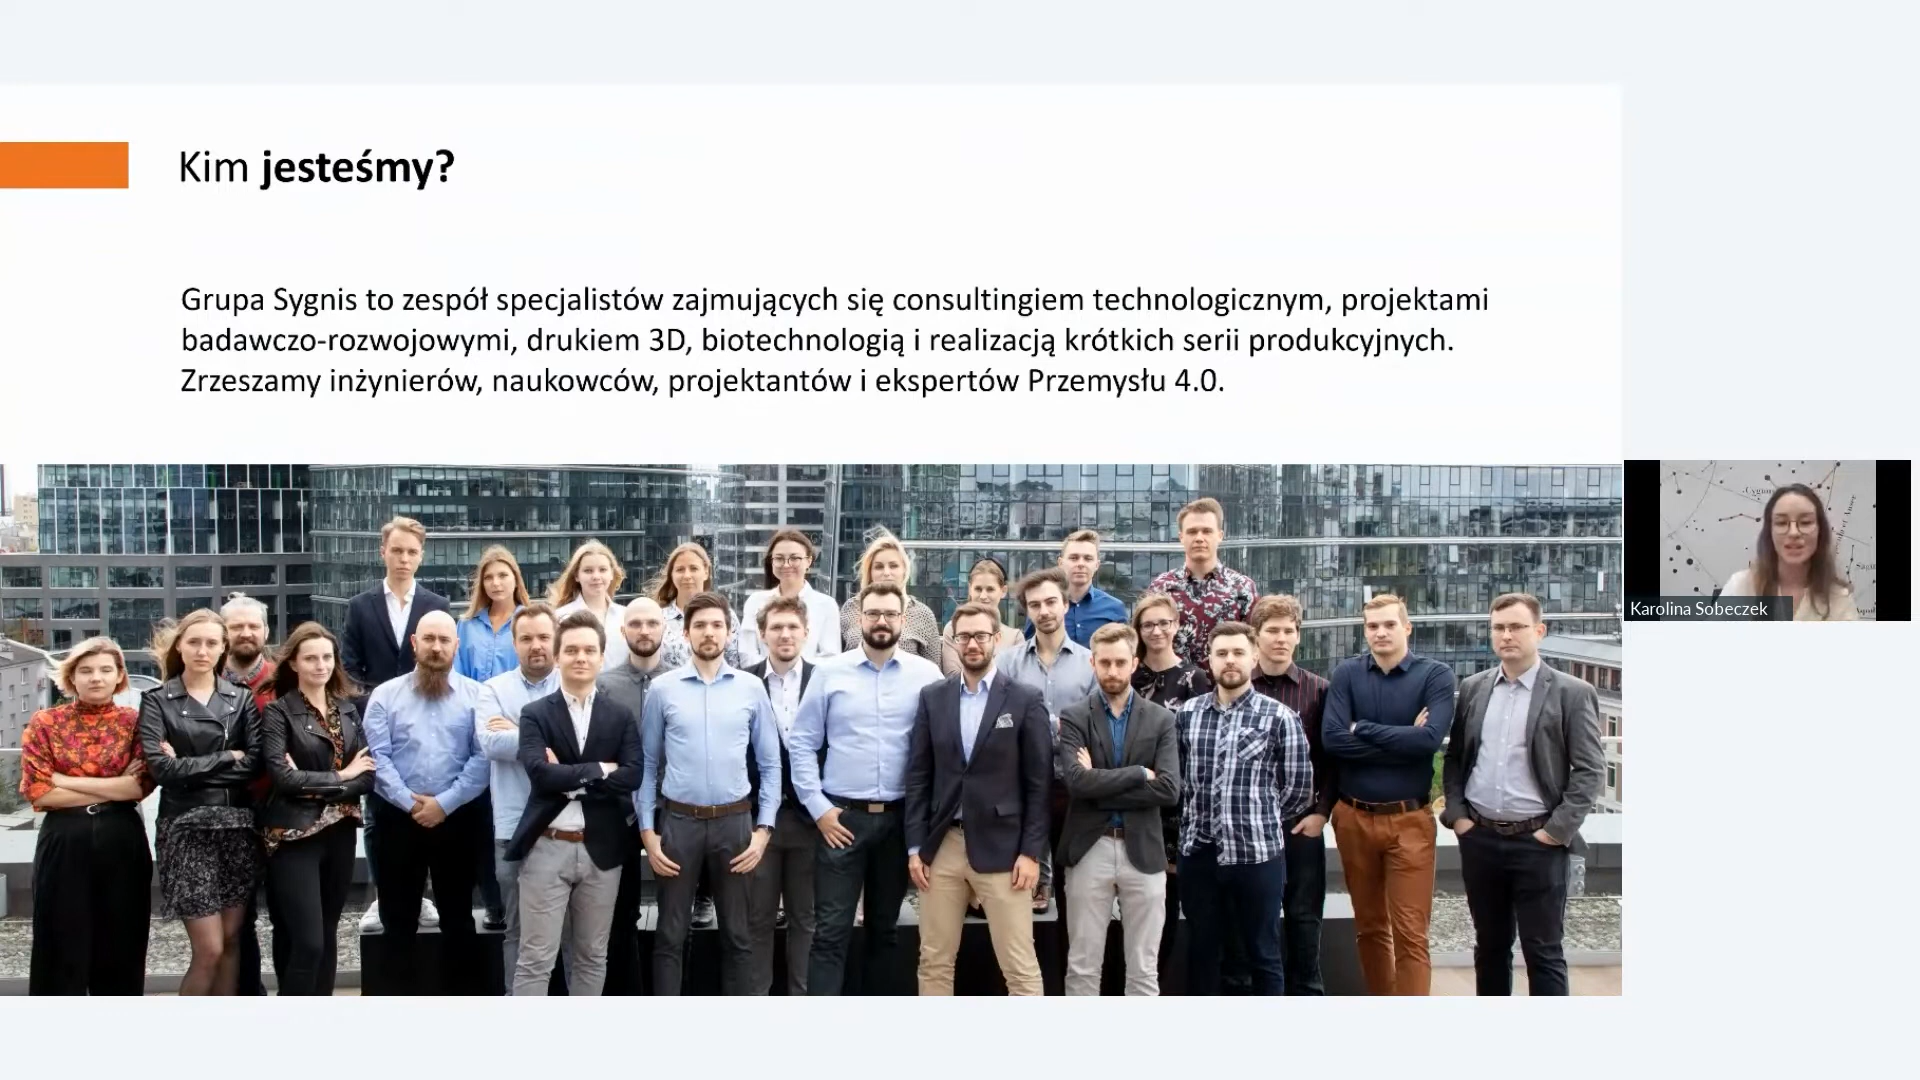 Kim jesteśmy?
Grupa Sygnis to zespół specjalistów zajmujących się consultingiem technologicznym, projektami
badawczo-rozwojowymi, drukiem 3D, biotechnologią i realizacją krótkich serii produkcyjnych.
Zrzeszamy inżynierów, naukowców, projektantów i ekspertów Przemysłu 4.0.
Karolina Sobeczek